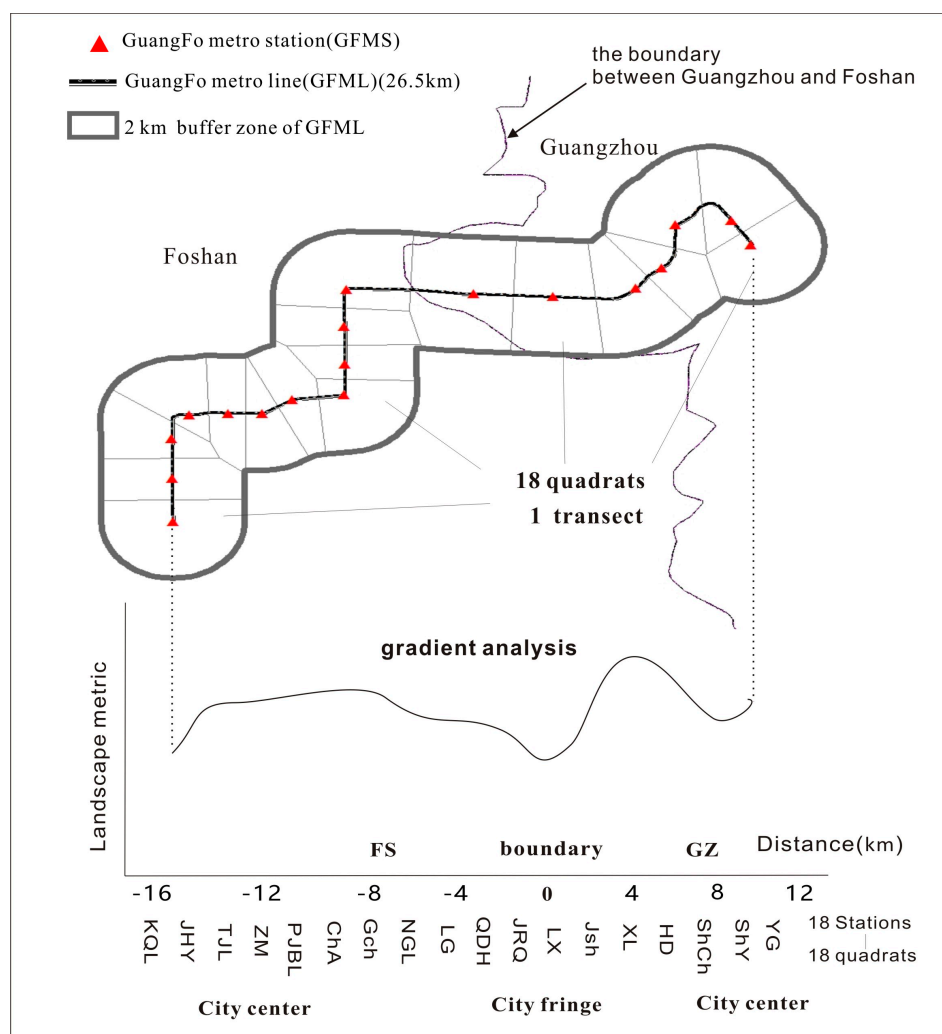 GuangFo metro station(GFMS)
GuangFo metro line(GFML)(26.5km)
2 km buffer zone of GFML
the boundary
between Guangzhou and Foshan
Guangzhou
Foshan
18 quadrats
1 transect
gradient analysis
Landscape metric
FS boundary GZ Distance(km)
-16 -12 -8 -4 0 4 8 12
KQL JHY TJL ZM PJBL ChA Gch NGL LG QDH JRQ LX Jsh XL HD ShCh ShY YG
18 Stations
18 quadrats
City center City fringe City center